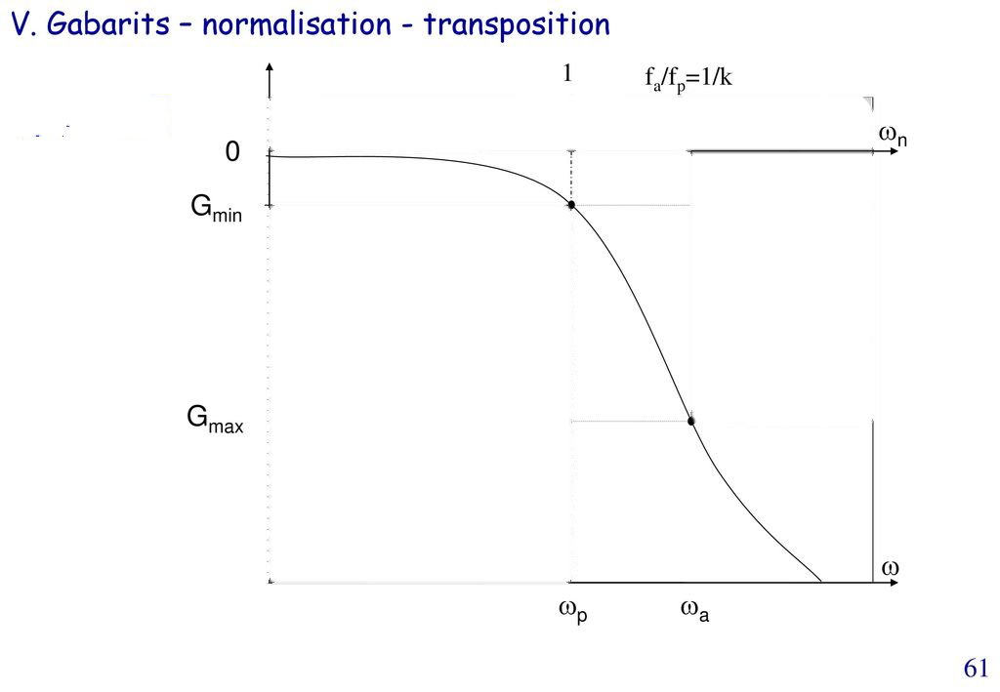 V. Gabarits – normalisation - transposition
1
fa/fp=1/k
ωn
0
Gmin
Gmax
ω
ωp
ωa
61